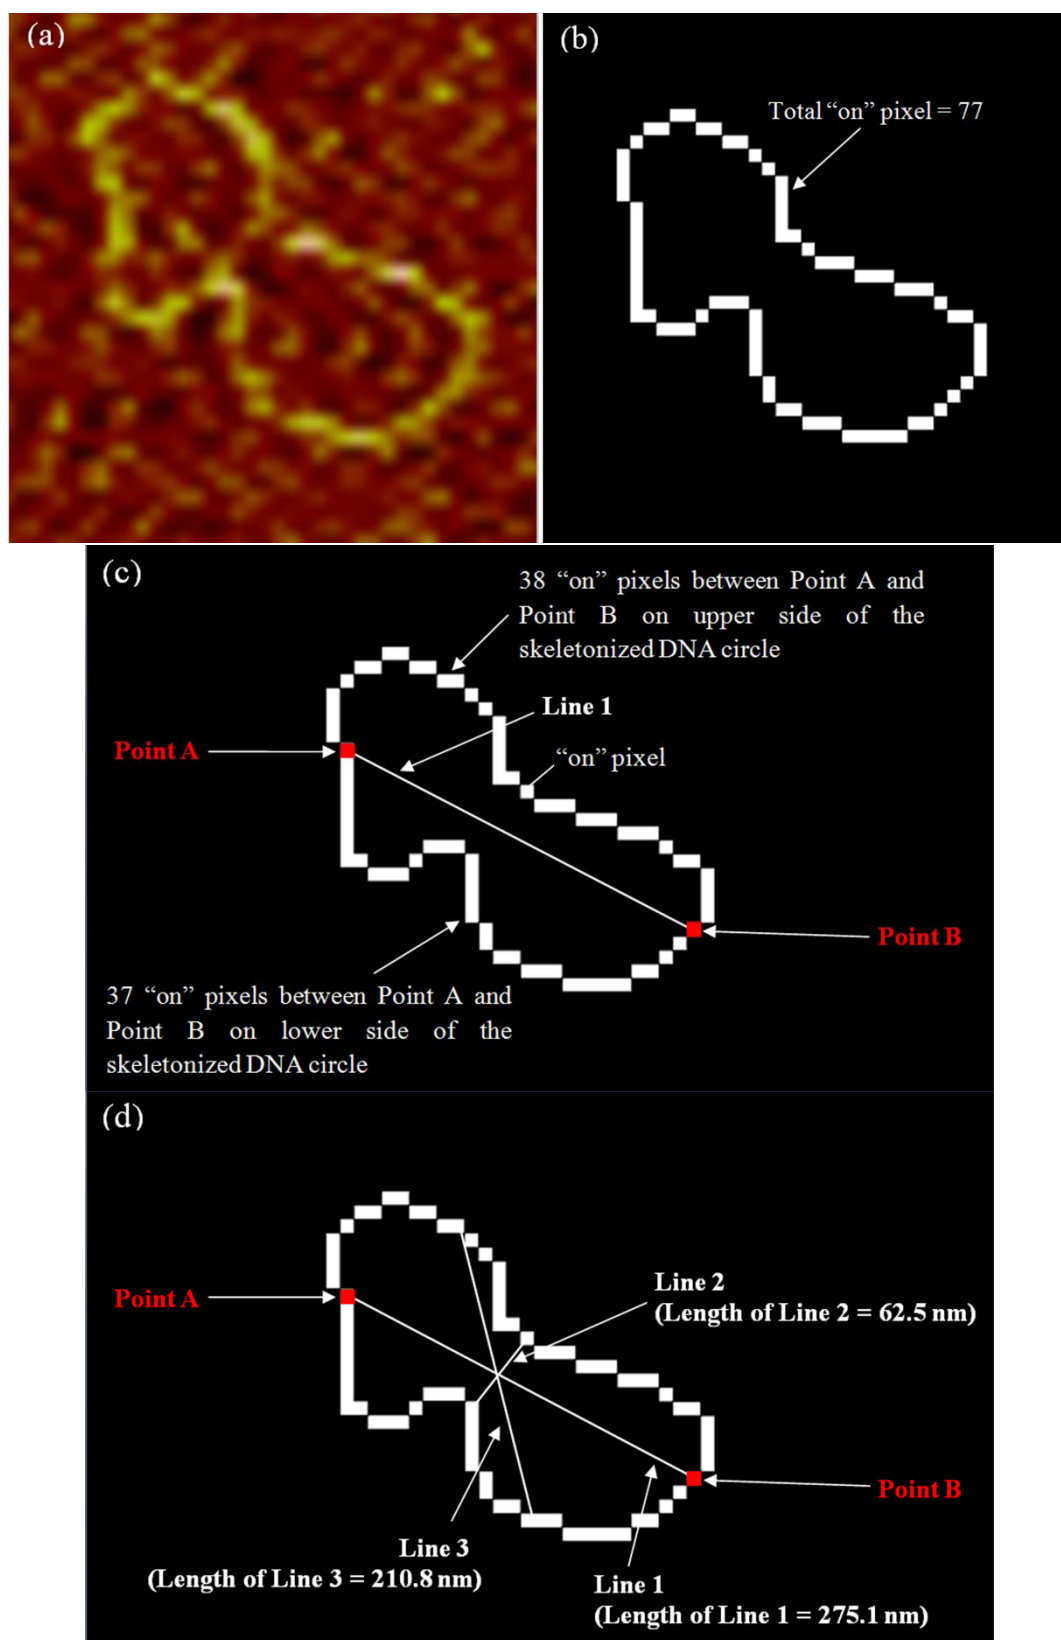 (a)
(b)
Total “on” pixel = 77
(c)
38 “on” pixels between Point A and
Point B on upper side of the
skeletonized DNA circle
Line 1
Point A
“on” pixel
Point B
37 “on” pixels between Point A and
Point B on lower side of the
skeletonized DNA circle
(d)
Line 2
(Length of Line 2 = 62.5 nm)
Point A
Point B
Line 3
(Length of Line 3 = 210.8 nm)
Line 1
(Length of Line 1 = 275.1 nm)